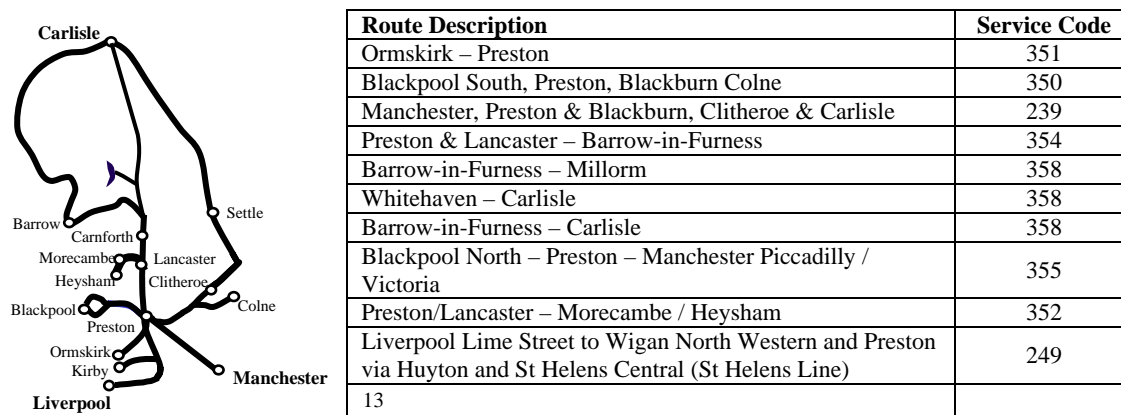 Carlisle
Barrow
Settle
Carnforth
Morecambe
Lancaster
Heysham
Clitheroe
Blackpool
Colne
Preston
Ormskirk
Kirby
Manchester
Liverpool
Route Description Service Code
Ormskirk – Preston 351
Blackpool South, Preston, Blackburn Colne 350
Manchester, Preston & Blackburn, Clitheroe & Carlisle 239
Preston & Lancaster – Barrow-in-Furness 354
Barrow-in-Furness – Millorm 358
Whitehaven – Carlisle 358
Barrow-in-Furness – Carlisle 358
Blackpool North – Preston – Manchester Piccadilly /
Victoria 355
Preston/Lancaster – Morecambe / Heysham 352
Liverpool Lime Street to Wigan North Western and Preston
via Huyton and St Helens Central (St Helens Line) 249
13